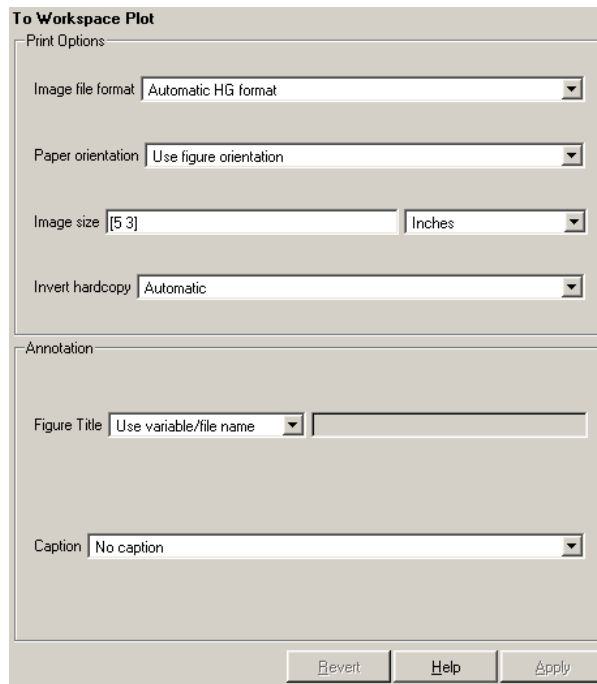 To Workspace Plot
Print Options
Image file format Automatic HG format
Paper orientation Use figure orientation
Image size [5 3] Inches
Invert hardcopy Automatic
Annotation
Figure Title Use variable/file name
Caption No caption
Revert Help Apply